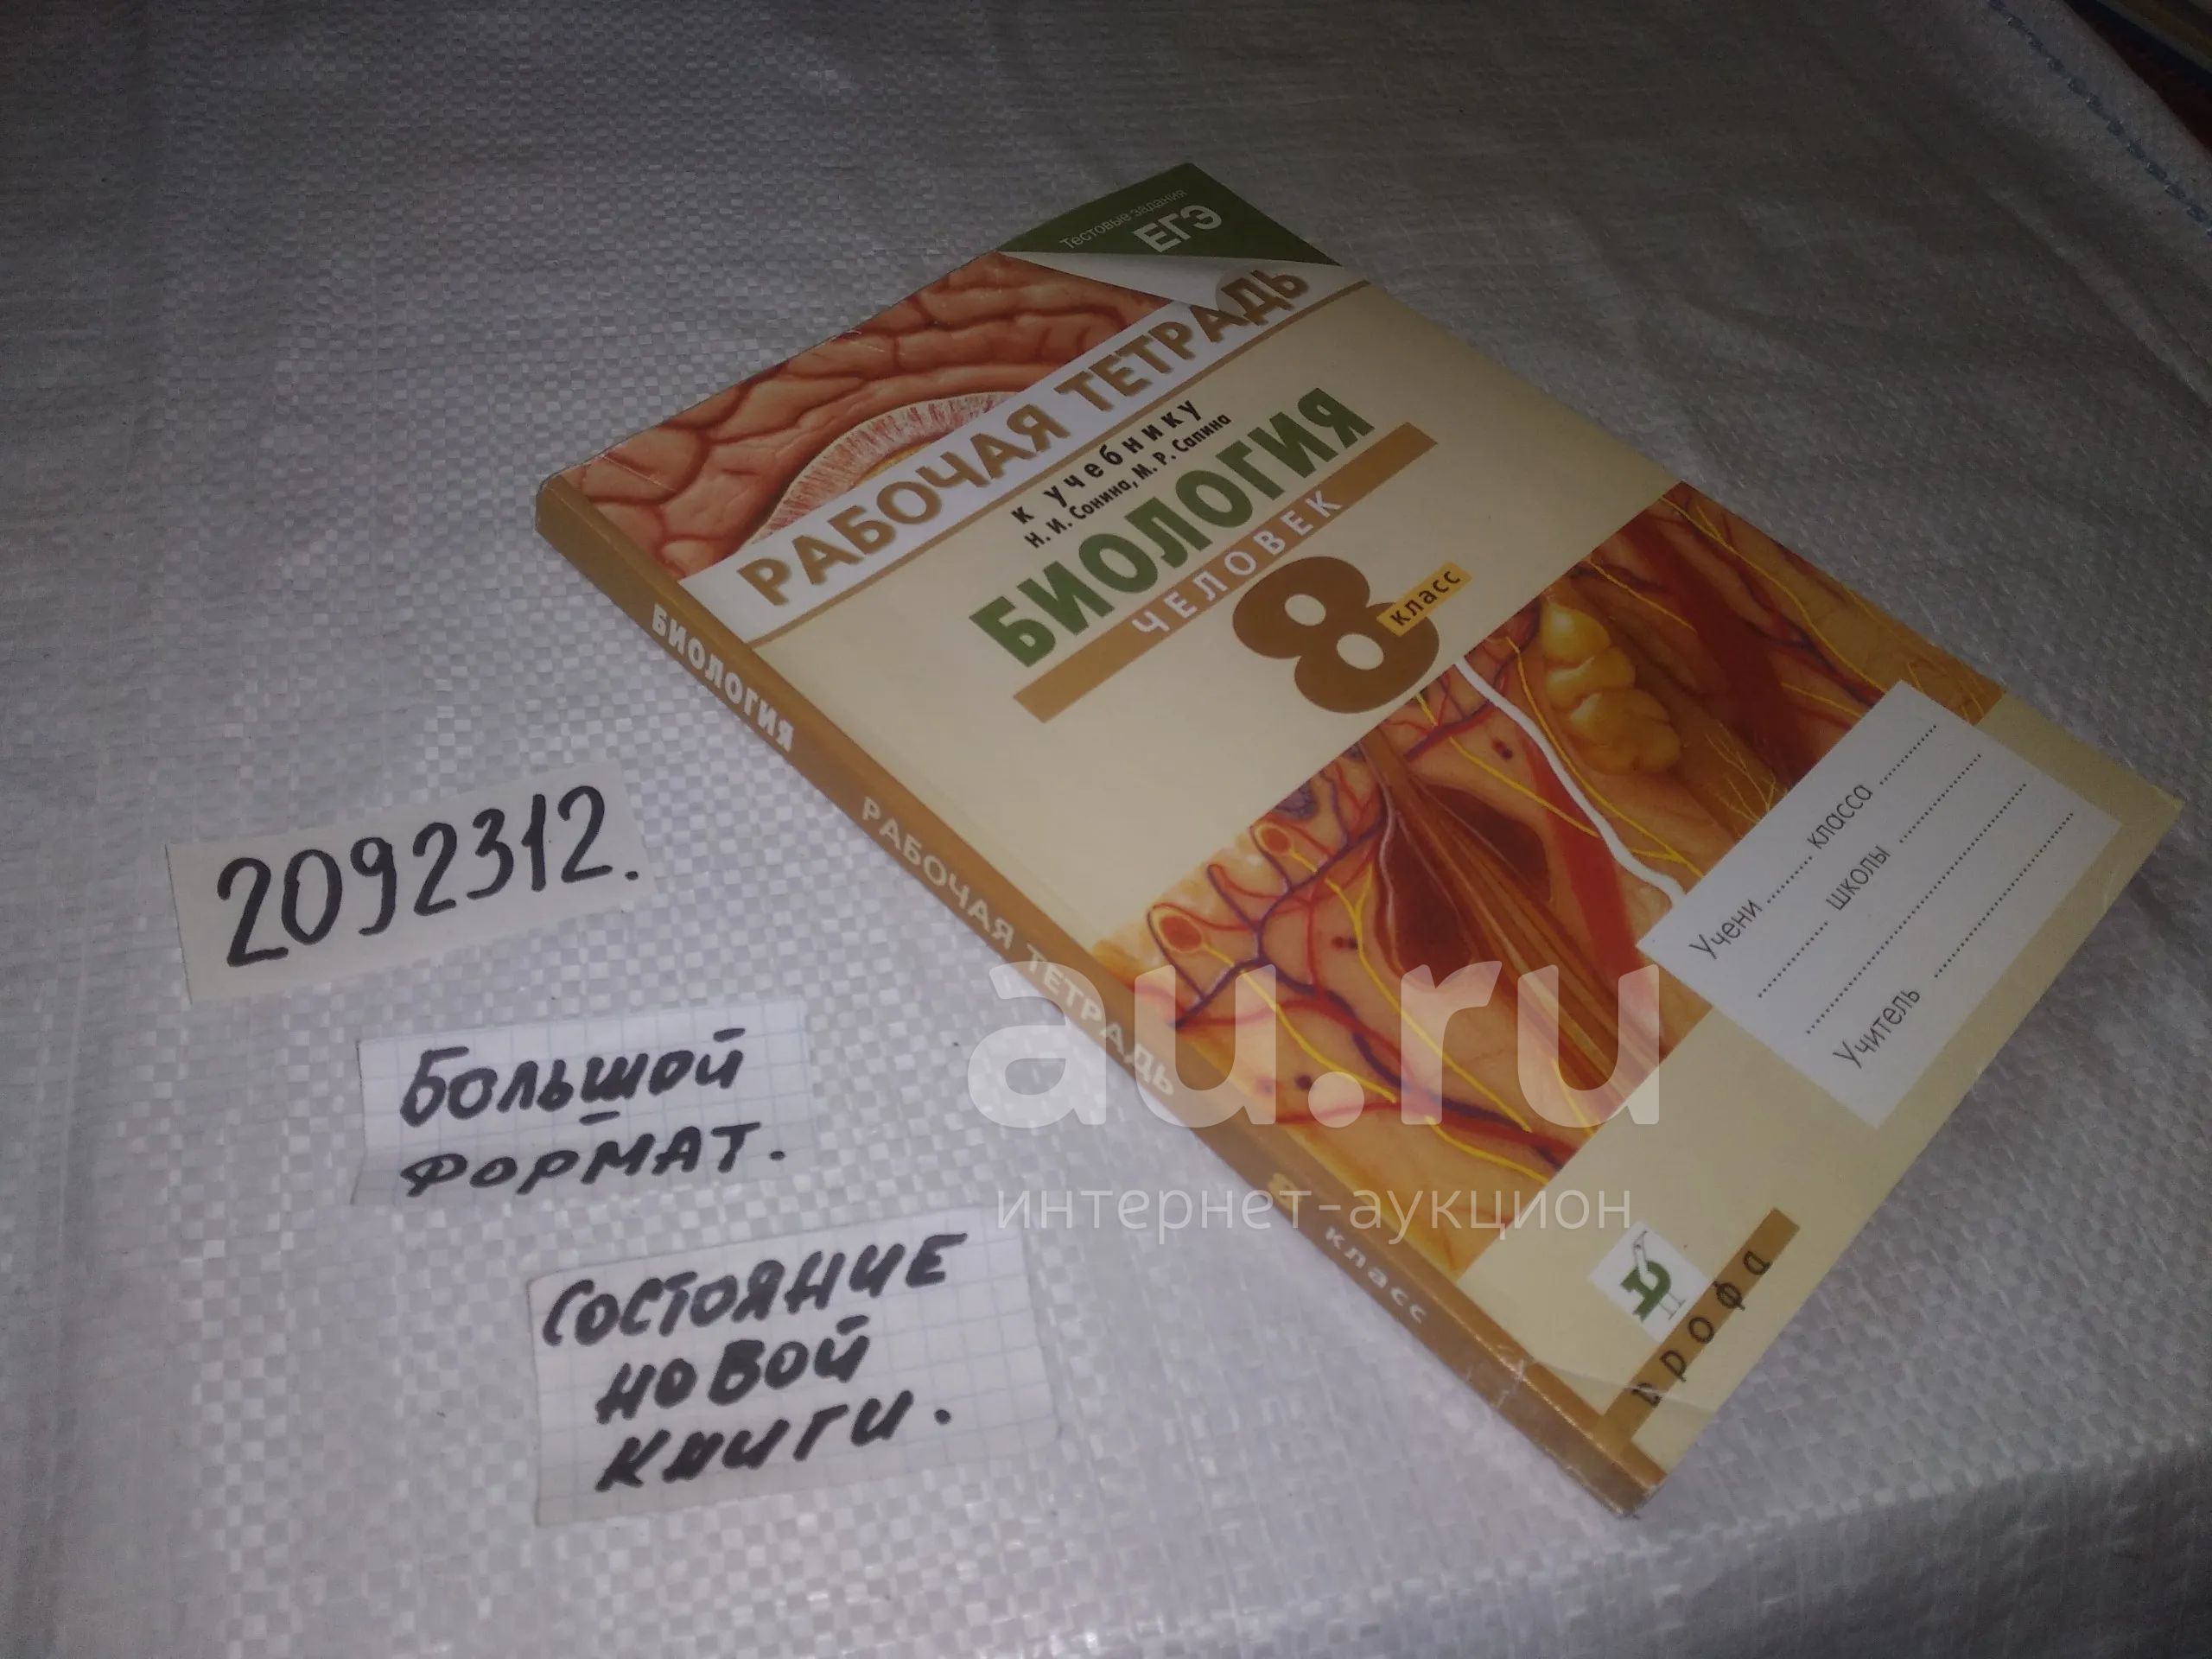 Тестовые задания
ЕГЭ
РАБОЧАЯ ТЕТРАДЬ
к учебнику
Н. И. Сонина, М. Р. Сапина
БИОЛОГИЯ
ЧЕЛОВЕК
8
класс
Учени ........... класса ...........
........... школы ...........
Учитель ...........
дрофа
БИОЛОГИЯ РАБОЧАЯ ТЕТРАДЬ 8 класс
2092312.
Большой
формат.
Состояние
новой
книги.
au.ru
интернет-аукцион